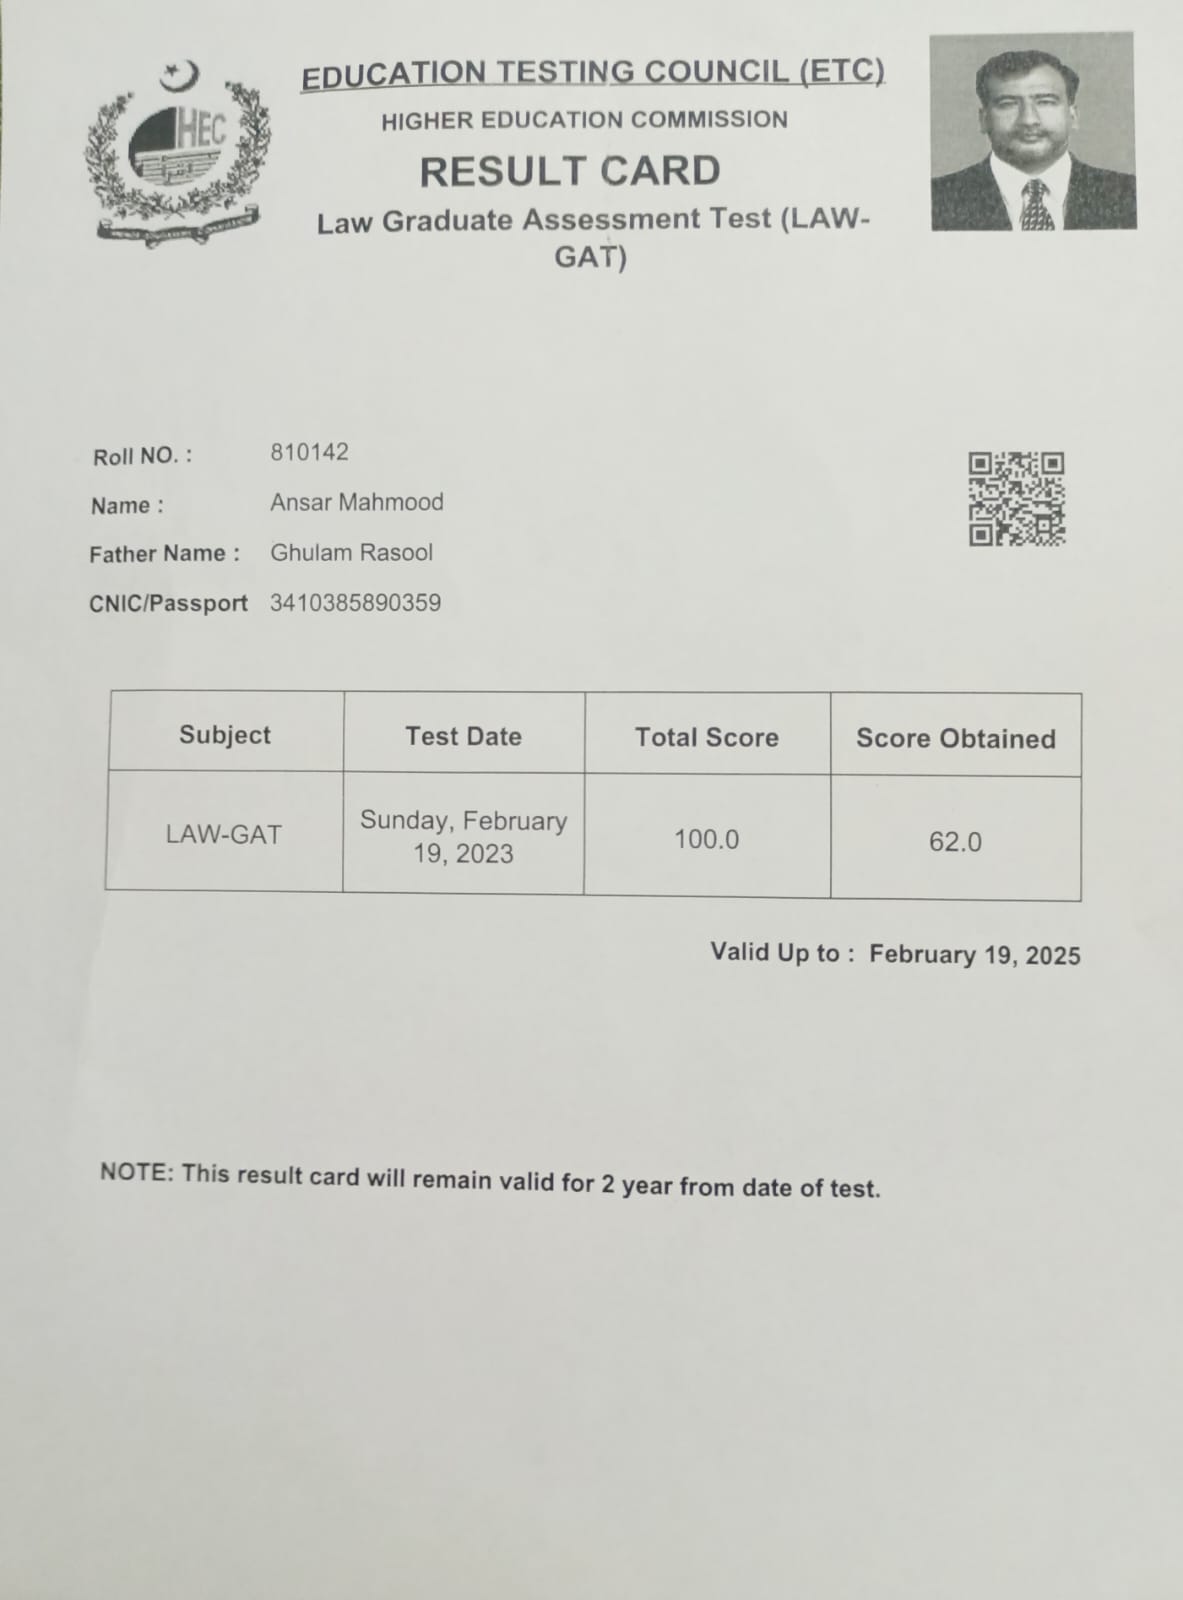 EDUCATION TESTING COUNCIL (ETC)
HEC
HIGHER EDUCATION COMMISSION
RESULT CARD
Law Graduate Assessment Test (LAW-
GAT)
Roll NO. : 810142
Name : Ansar Mahmood
Father Name : Ghulam Rasool
CNIC/Passport 3410385890359
Subject Test Date Total Score Score Obtained
LAW-GAT Sunday, February 19, 2023 100.0 62.0
Valid Up to : February 19, 2025
NOTE: This result card will remain valid for 2 year from date of test.